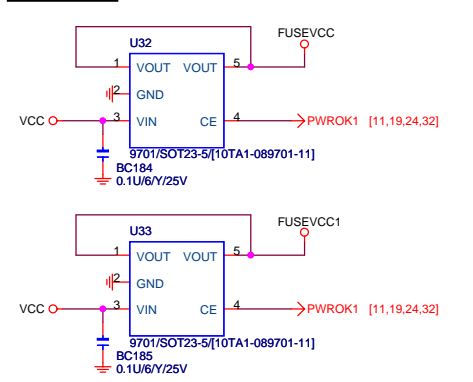 FUSEVCC
U32
1 VOUT VOUT 5
2 GND
VCC 3 VIN CE 4 PWROK1 [11,19,24,32]
9701/SOT23-5/[10TA1-089701-11]
BC184
0.1U/6/Y/25V
FUSEVCC1
U33
1 VOUT VOUT 5
2 GND
VCC 3 VIN CE 4 PWROK1 [11,19,24,32]
9701/SOT23-5/[10TA1-089701-11]
BC185
0.1U/6/Y/25V